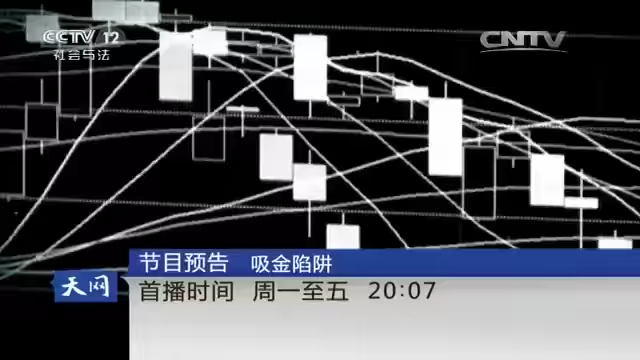 CCTV 12
社会与法
CNTV
节目预告 吸金陷阱
天网
首播时间 周一至五 20:07